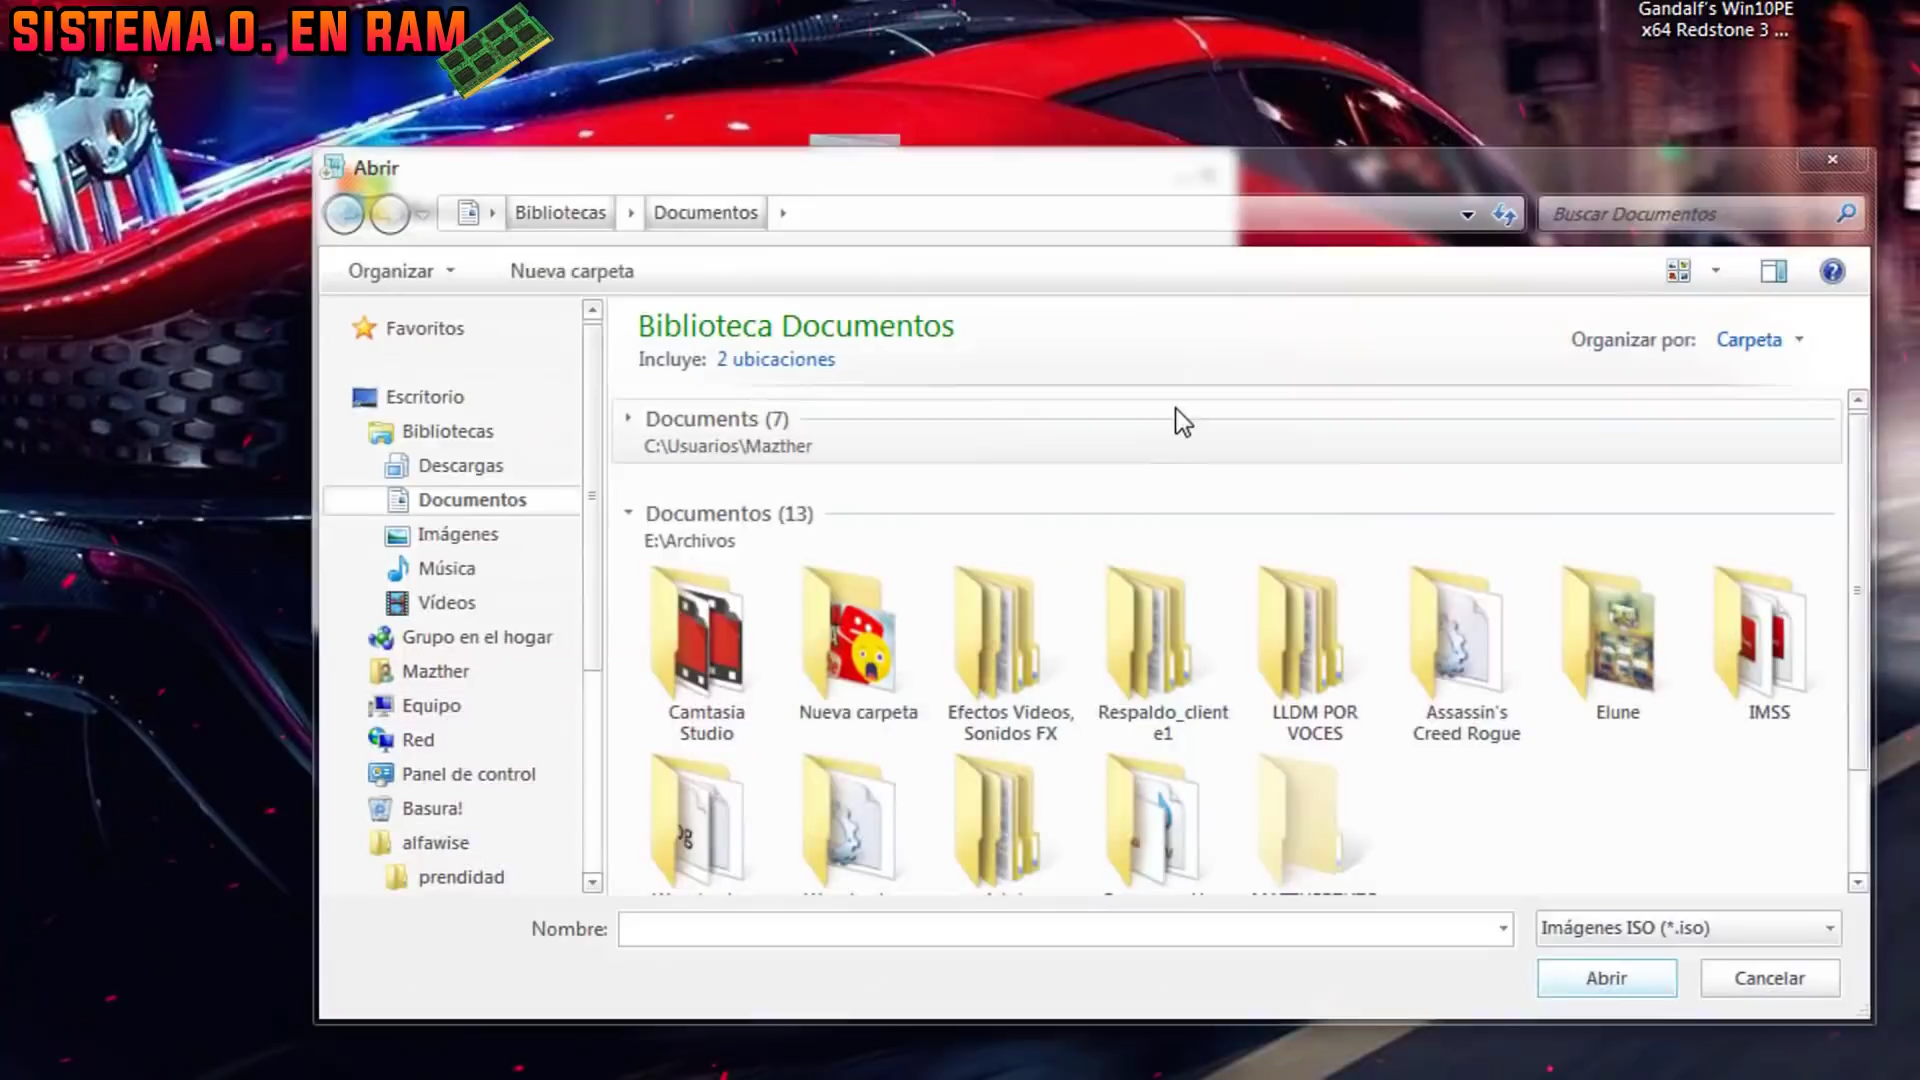 SISTEMA O. EN RAM
Gandalf's Win10PE
x64 Redstone 3 ...
Abrir
Bibliotecas
Documentos
Buscar Documentos
Organizar
Nueva carpeta
Favoritos
Escritorio
Bibliotecas
Descargas
Documentos
Imágenes
Música
Vídeos
Grupo en el hogar
Mazther
Equipo
Red
Panel de control
Basura!
alfawise
prendidad
Biblioteca Documentos
Incluye: 2 ubicaciones
Organizar por: Carpeta
Documents (7)
C:\Usuarios\Mazther
Documentos (13)
E:\Archivos
Camtasia
Studio
Nueva carpeta
Efectos Videos,
Sonidos FX
Respaldo_client
e1
LLDM POR
VOCES
Assassin's
Creed Rogue
Elune
IMSS
Nombre:
Imágenes ISO (*.iso)
Abrir
Cancelar